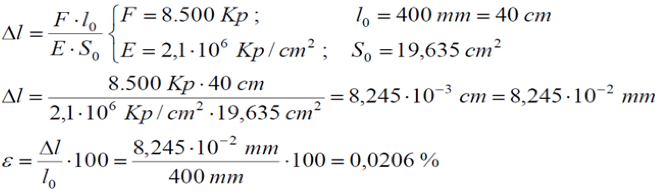 Δl = F · l₀ / E · S₀ { F = 8.500 Kp ; l₀ = 400 mm = 40 cm
E = 2,1·10⁶ Kp / cm² ; S₀ = 19,635 cm²
Δl = 8.500 Kp · 40 cm / 2,1·10⁶ Kp / cm² · 19,635 cm² = 8,245·10⁻³ cm = 8,245·10⁻² mm
ε = Δl / l₀ ·100 = 8,245·10⁻² mm / 400 mm ·100 = 0,0206 %